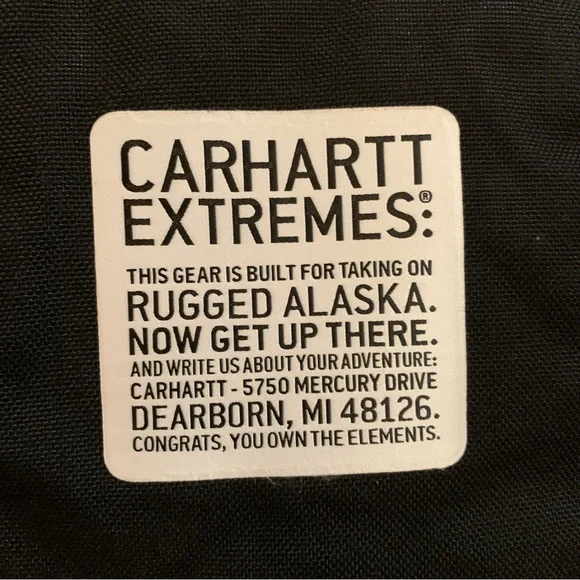 CARHARTT
EXTREMES®:
THIS GEAR IS BUILT FOR TAKING ON
RUGGED ALASKA.
NOW GET UP THERE.
AND WRITE US ABOUT YOUR ADVENTURE:
CARHARTT - 5750 MERCURY DRIVE
DEARBORN, MI 48126.
CONGRATS, YOU OWN THE ELEMENTS.